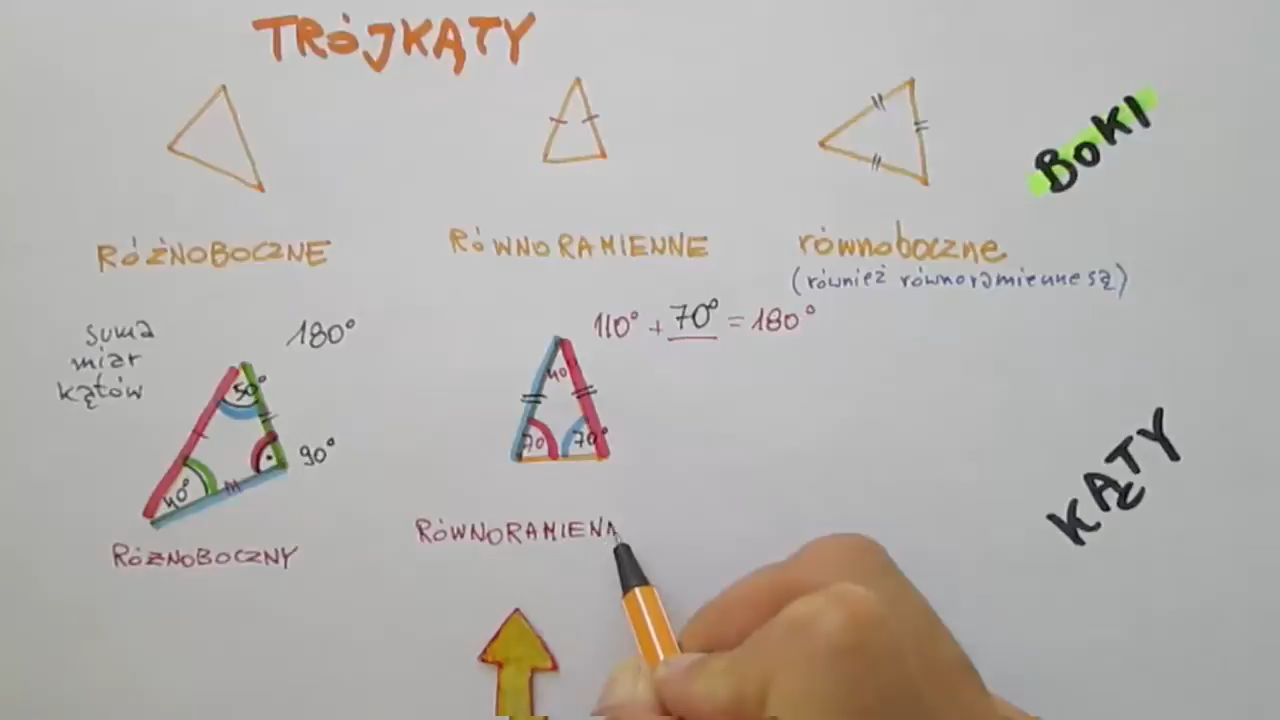 TRÓJKĄTY
BOKI
RÓŻNOBOCZNE
RÓWNORAMIENNE
równoboczne
(również równoramienne są)
suma
miar
kątów
180°
110° + 70° = 180°
50°
40
90°
40°
70
70°
KĄTY
RÓŻNOBOCZNY
RÓWNORAMIENN